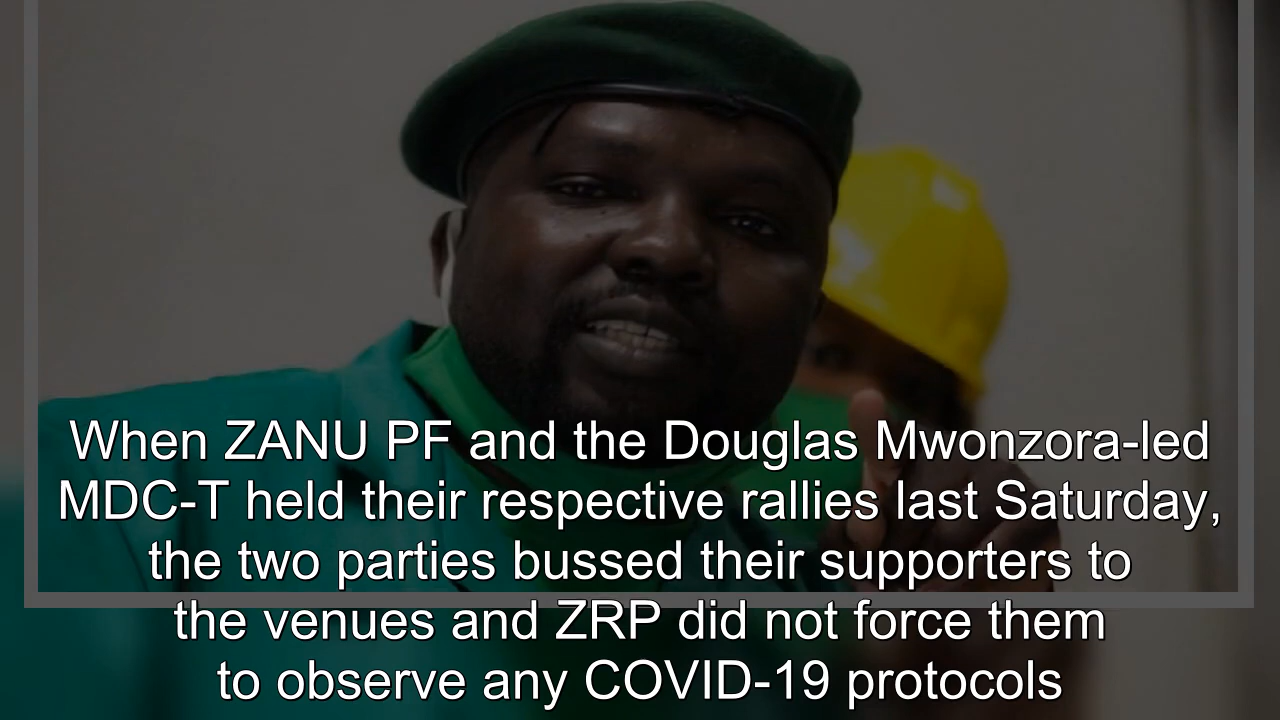 When ZANU PF and the Douglas Mwonzora-led
MDC-T held their respective rallies last Saturday,
the two parties bussed their supporters to
the venues and ZRP did not force them
to observe any COVID-19 protocols